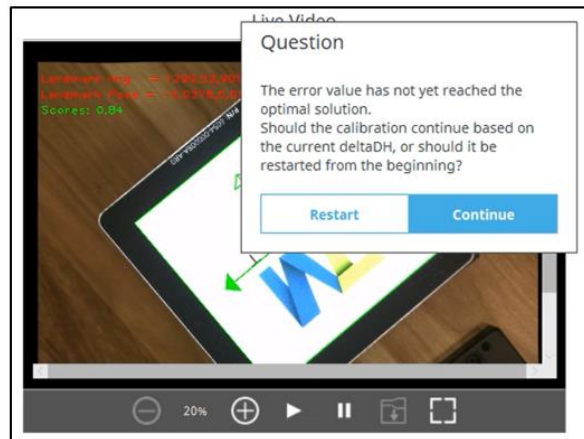 Live Video
Question
The error value has not yet reached the
optimal solution.
Should the calibration continue based on
the current deltaDH, or should it be
restarted from the beginning?
Restart
Continue
Landmark
Scores: 0,84
20%